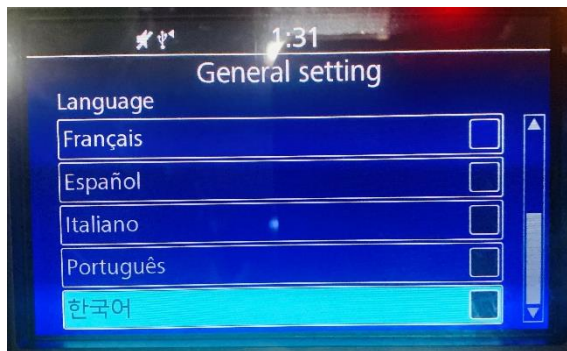 1:31
General setting
Language
Français
Español
Italiano
Português
한국어